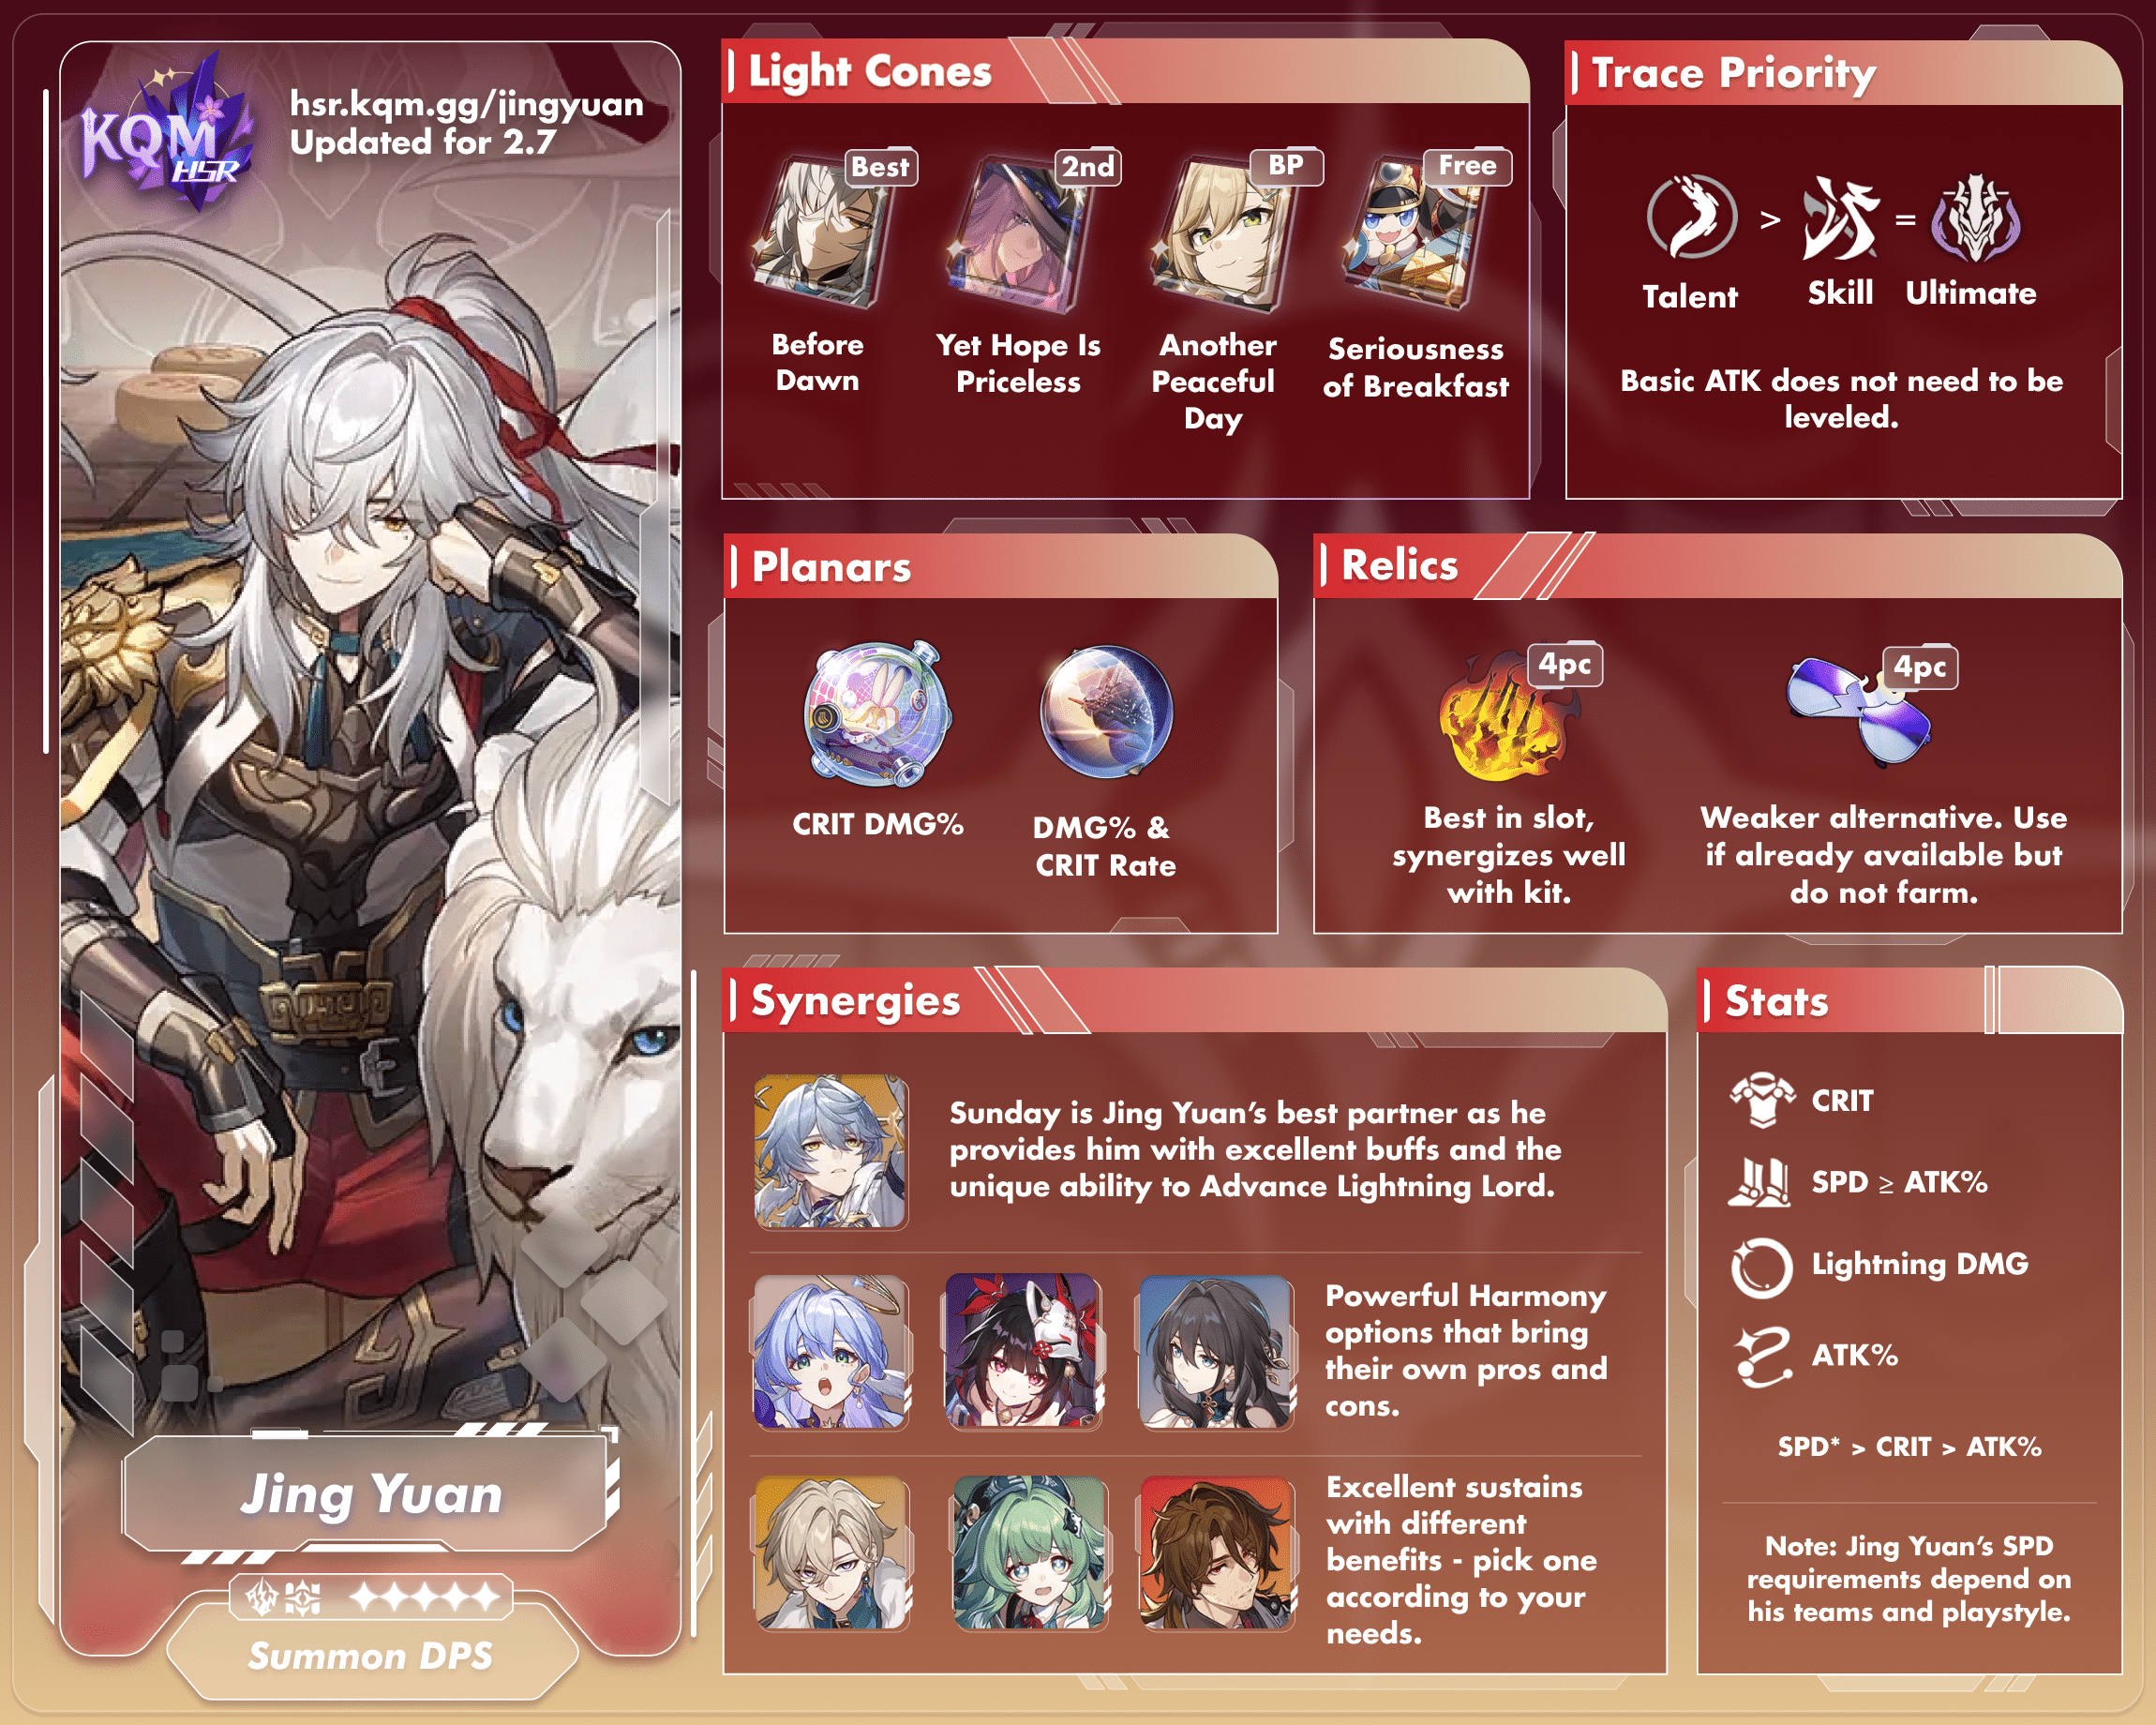 KQM
HSR
hsr.kqm.gg/jingyuan
Updated for 2.7
Jing Yuan
Summon DPS
Light Cones
Best
2nd
BP
Free
Before
Dawn
Yet Hope Is
Priceless
Another
Peaceful
Day
Seriousness
of Breakfast
Trace Priority
> =
Talent
Skill
Ultimate
Basic ATK does not need to be
leveled.
Planars
CRIT DMG%
DMG% &
CRIT Rate
Relics
4pc
4pc
Best in slot,
synergizes well
with kit.
Weaker alternative. Use
if already available but
do not farm.
Synergies
Sunday is Jing Yuan's best partner as he
provides him with excellent buffs and the
unique ability to Advance Lightning Lord.
Powerful Harmony
options that bring
their own pros and
cons.
Excellent sustains
with different
benefits - pick one
according to your
needs.
Stats
CRIT
SPD ≥ ATK%
Lightning DMG
ATK%
SPD* > CRIT > ATK%
Note: Jing Yuan's SPD
requirements depend on
his teams and playstyle.